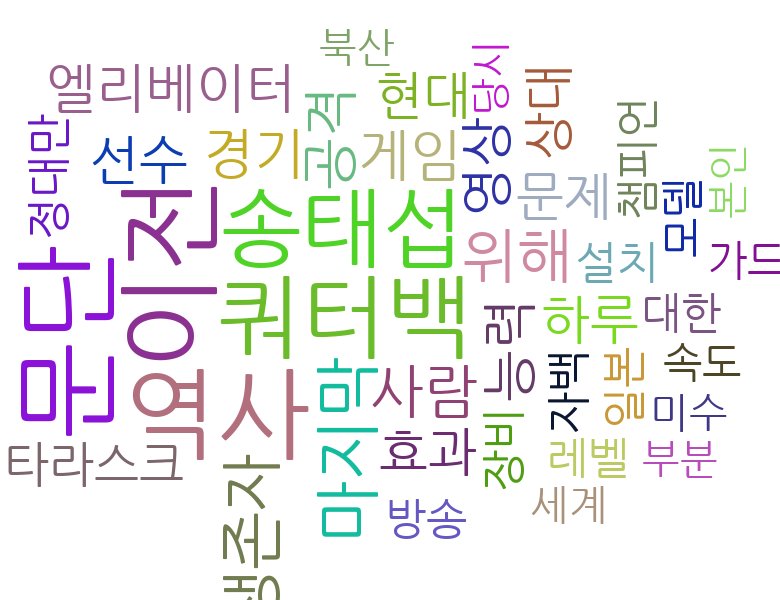 북산
엘리베이터
현대
당시
상대
공격
정대만
선수
경기
게임
영상
챔피언
본인
문제
모델
이전
송태섭
위해
설치
가드
문단
쿼터백
능력
하루
대한
역사
마지막
사람
자백
일본
속도
미수
타라스크
효과
장비
레벨
부분
생존자
방송
세계